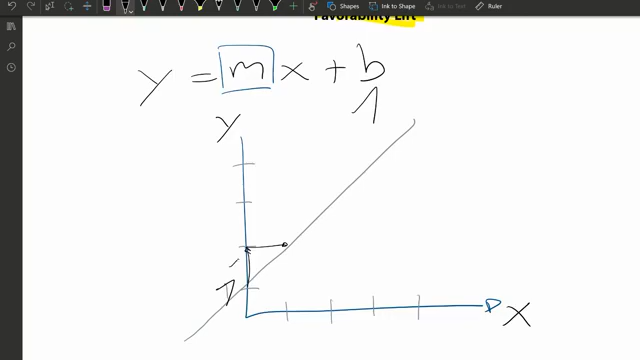 Shapes Ink to Shape Ink to Text Ruler
Favorability Lift
y = m x + b
1
y
1
x